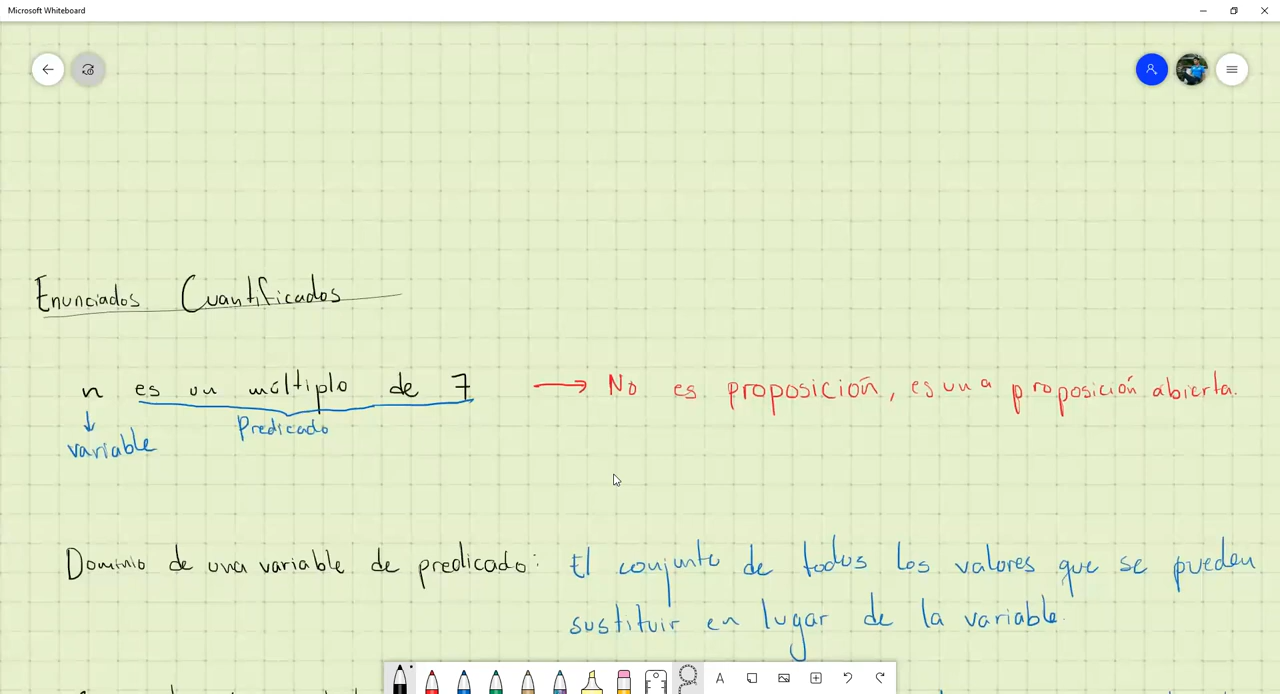 Microsoft Whiteboard
Enunciados Cuantificados
n es un múltiplo de 7 → No es proposición, es una proposición abierta.
variable Predicado
Dominio de una variable de predicado: El conjunto de todos los valores que se pueden
sustituir en lugar de la variable.
A